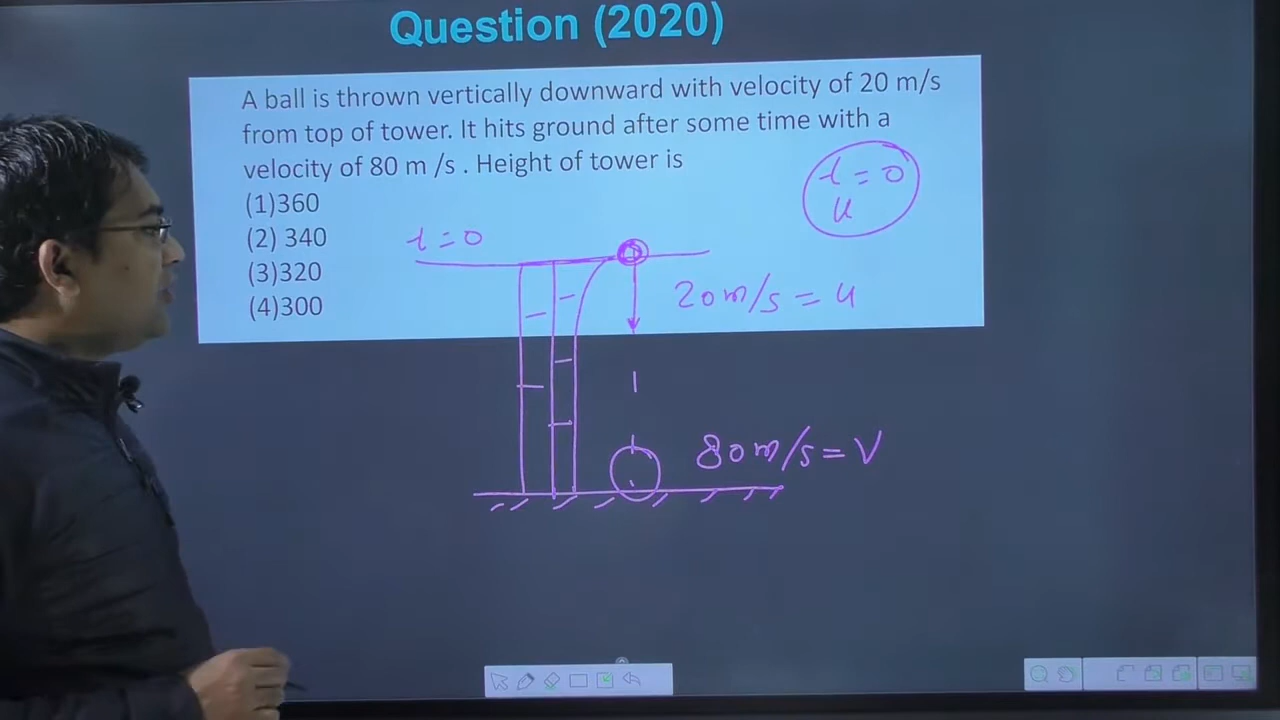 Question (2020)
A ball is thrown vertically downward with velocity of 20 m/s
from top of tower. It hits ground after some time with a
velocity of 80 m /s . Height of tower is
(1)360
(2) 340
(3)320
(4)300
t = 0
u
t = 0
20m/s = u
80m/s = V